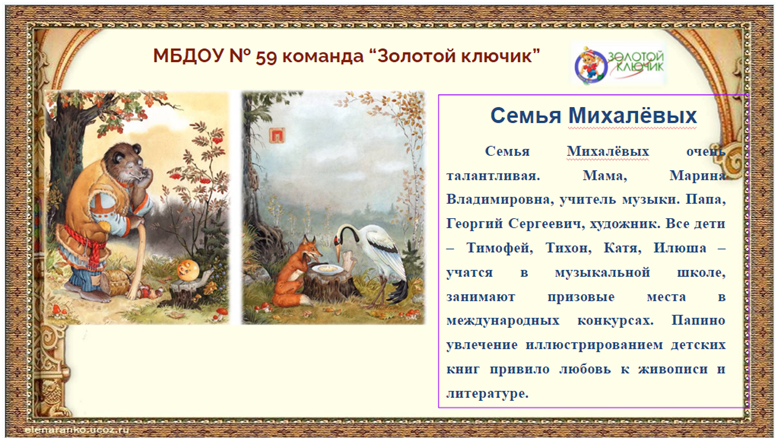 МБДОУ № 59 команда “Золотой ключик”
ЗОЛОТОЙ
КЛЮЧИК
Семья Михалёвых
Семья Михалёвых очень
талантливая. Мама, Марина
Владимировна, учитель музыки. Папа,
Георгий Сергеевич, художник. Все дети
– Тимофей, Тихон, Катя, Илюша –
учатся в музыкальной школе,
занимают призовые места в
международных конкурсах. Папино
увлечение иллюстрированием детских
книг привило любовь к живописи и
литературе.
elenaranko.ucoz.ru